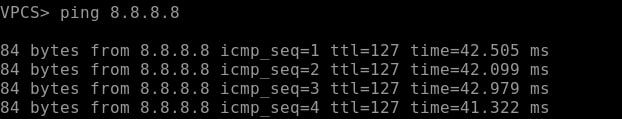 VPCS> ping 8.8.8.8
84 bytes from 8.8.8.8 icmp_seq=1 ttl=127 time=42.505 ms
84 bytes from 8.8.8.8 icmp_seq=2 ttl=127 time=42.099 ms
84 bytes from 8.8.8.8 icmp_seq=3 ttl=127 time=42.979 ms
84 bytes from 8.8.8.8 icmp_seq=4 ttl=127 time=41.322 ms